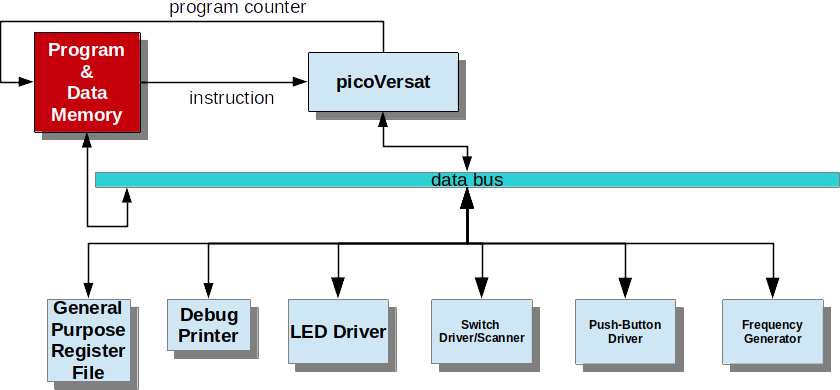 program counter
Program
&
Data
Memory
picoVersat
instruction
data bus
General
Purpose
Register
File
Debug
Printer
LED Driver
Switch
Driver/Scanner
Push-Button
Driver
Frequency
Generator